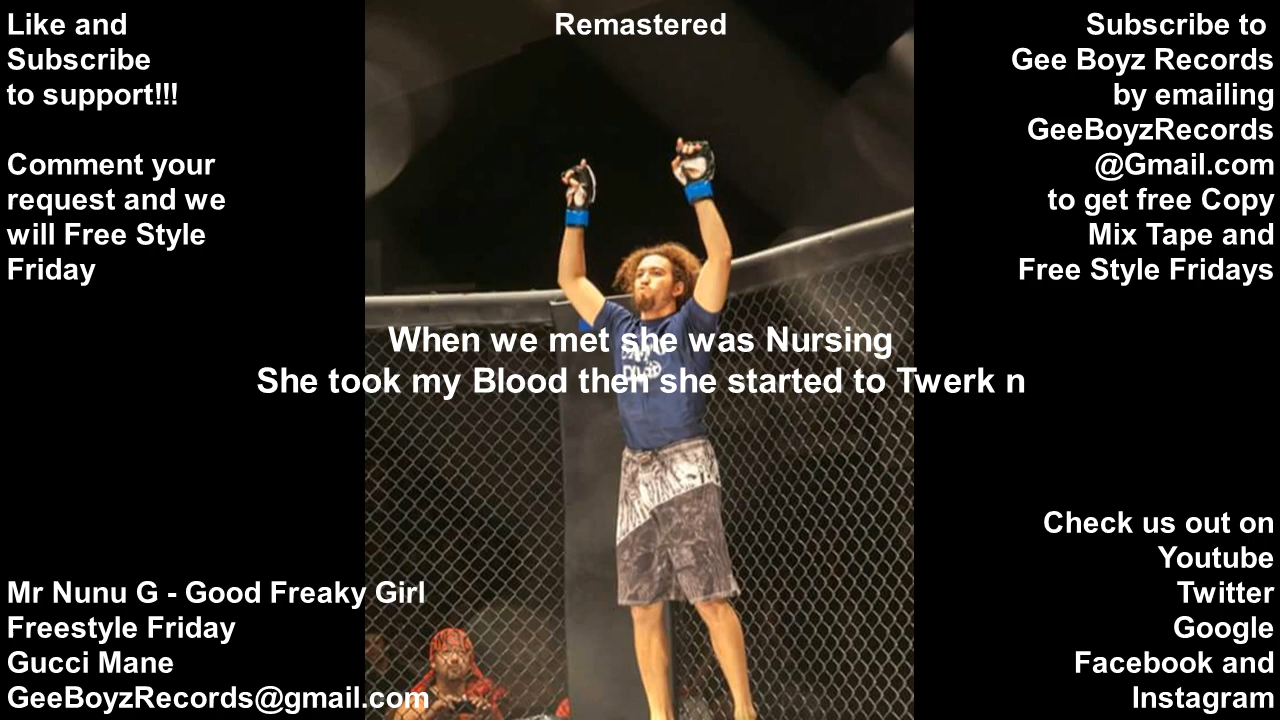 Like and
Subscribe
to support!!!
Comment your
request and we
will Free Style
Friday
Remastered
Subscribe to
Gee Boyz Records
by emailing
GeeBoyzRecords
@Gmail.com
to get free Copy
Mix Tape and
Free Style Fridays
When we met she was Nursing
She took my Blood then she started to Twerk n
Mr Nunu G - Good Freaky Girl
Freestyle Friday
Gucci Mane
GeeBoyzRecords@gmail.com
Check us out on
Youtube
Twitter
Google
Facebook and
Instagram